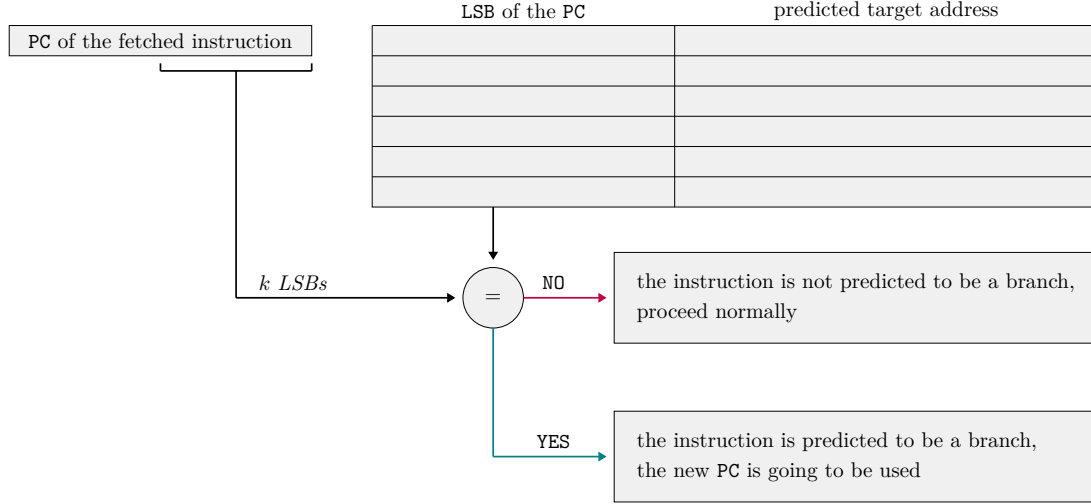 LSB of the PC
predicted target address
PC of the fetched instruction
k LSBs
=
NO
the instruction is not predicted to be a branch,
proceed normally
YES
the instruction is predicted to be a branch,
the new PC is going to be used